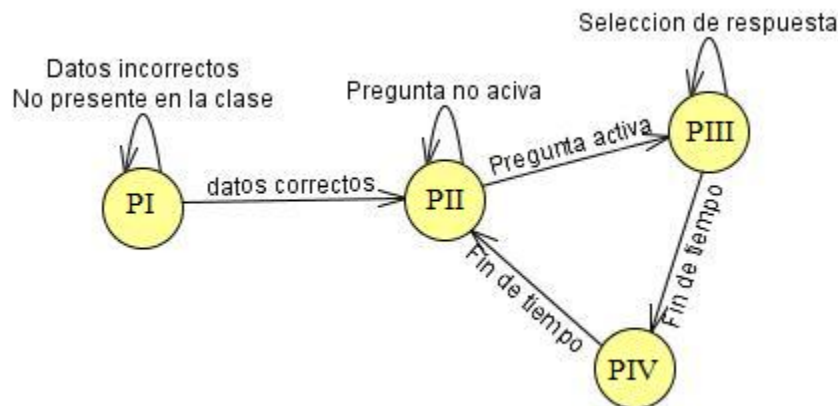 Seleccion de respuesta
Datos incorrectos
No presente en la clase
Pregunta no aciva
Pregunta activa
PIII
datos correctos
PI
PII
Fin de tiempo
Fin de tiempo
PIV